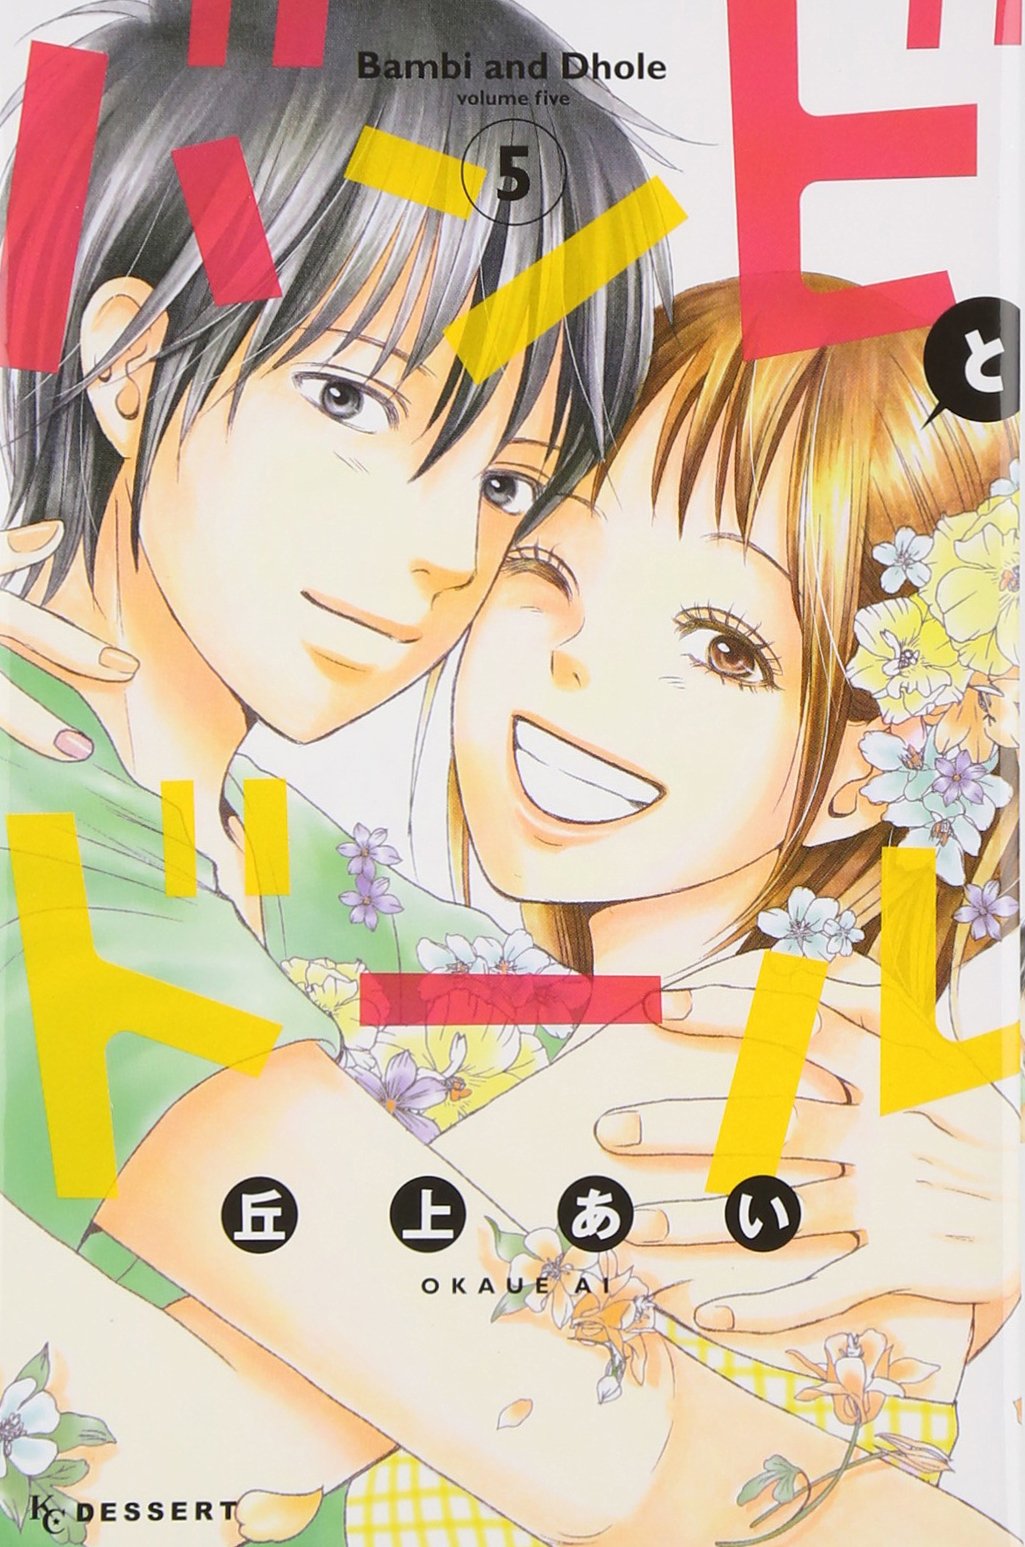 Bambi and Dhole
volume five
5
バンビ
と
ドール
丘上あい
OKAUE AI
KC DESSERT